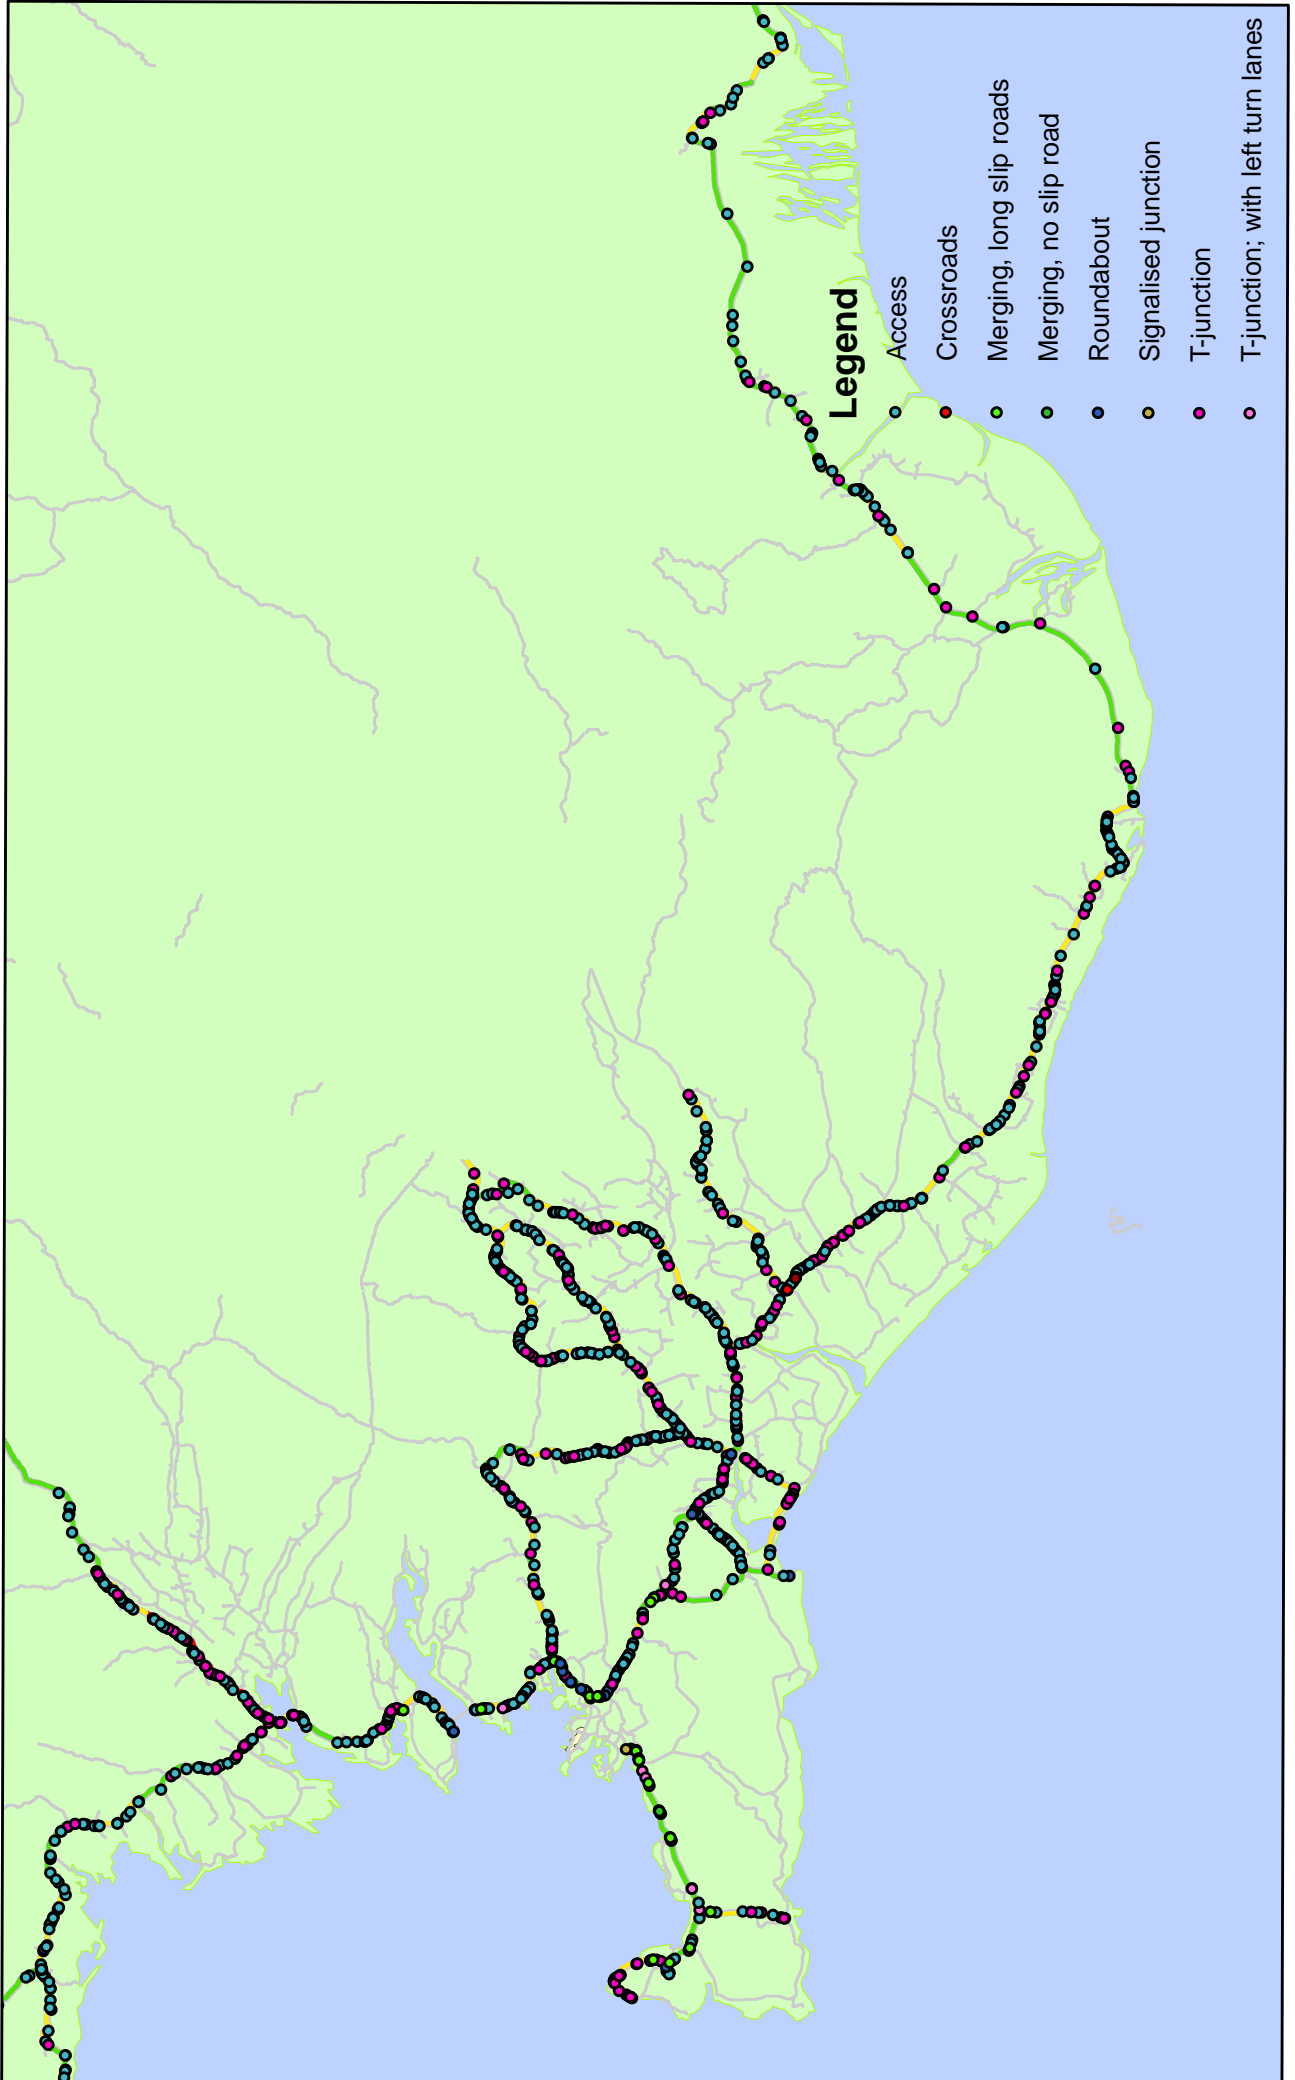 Legend
Access
Crossroads
Merging, long slip roads
Merging, no slip road
Roundabout
Signalised junction
T-junction
T-junction; with left turn lanes